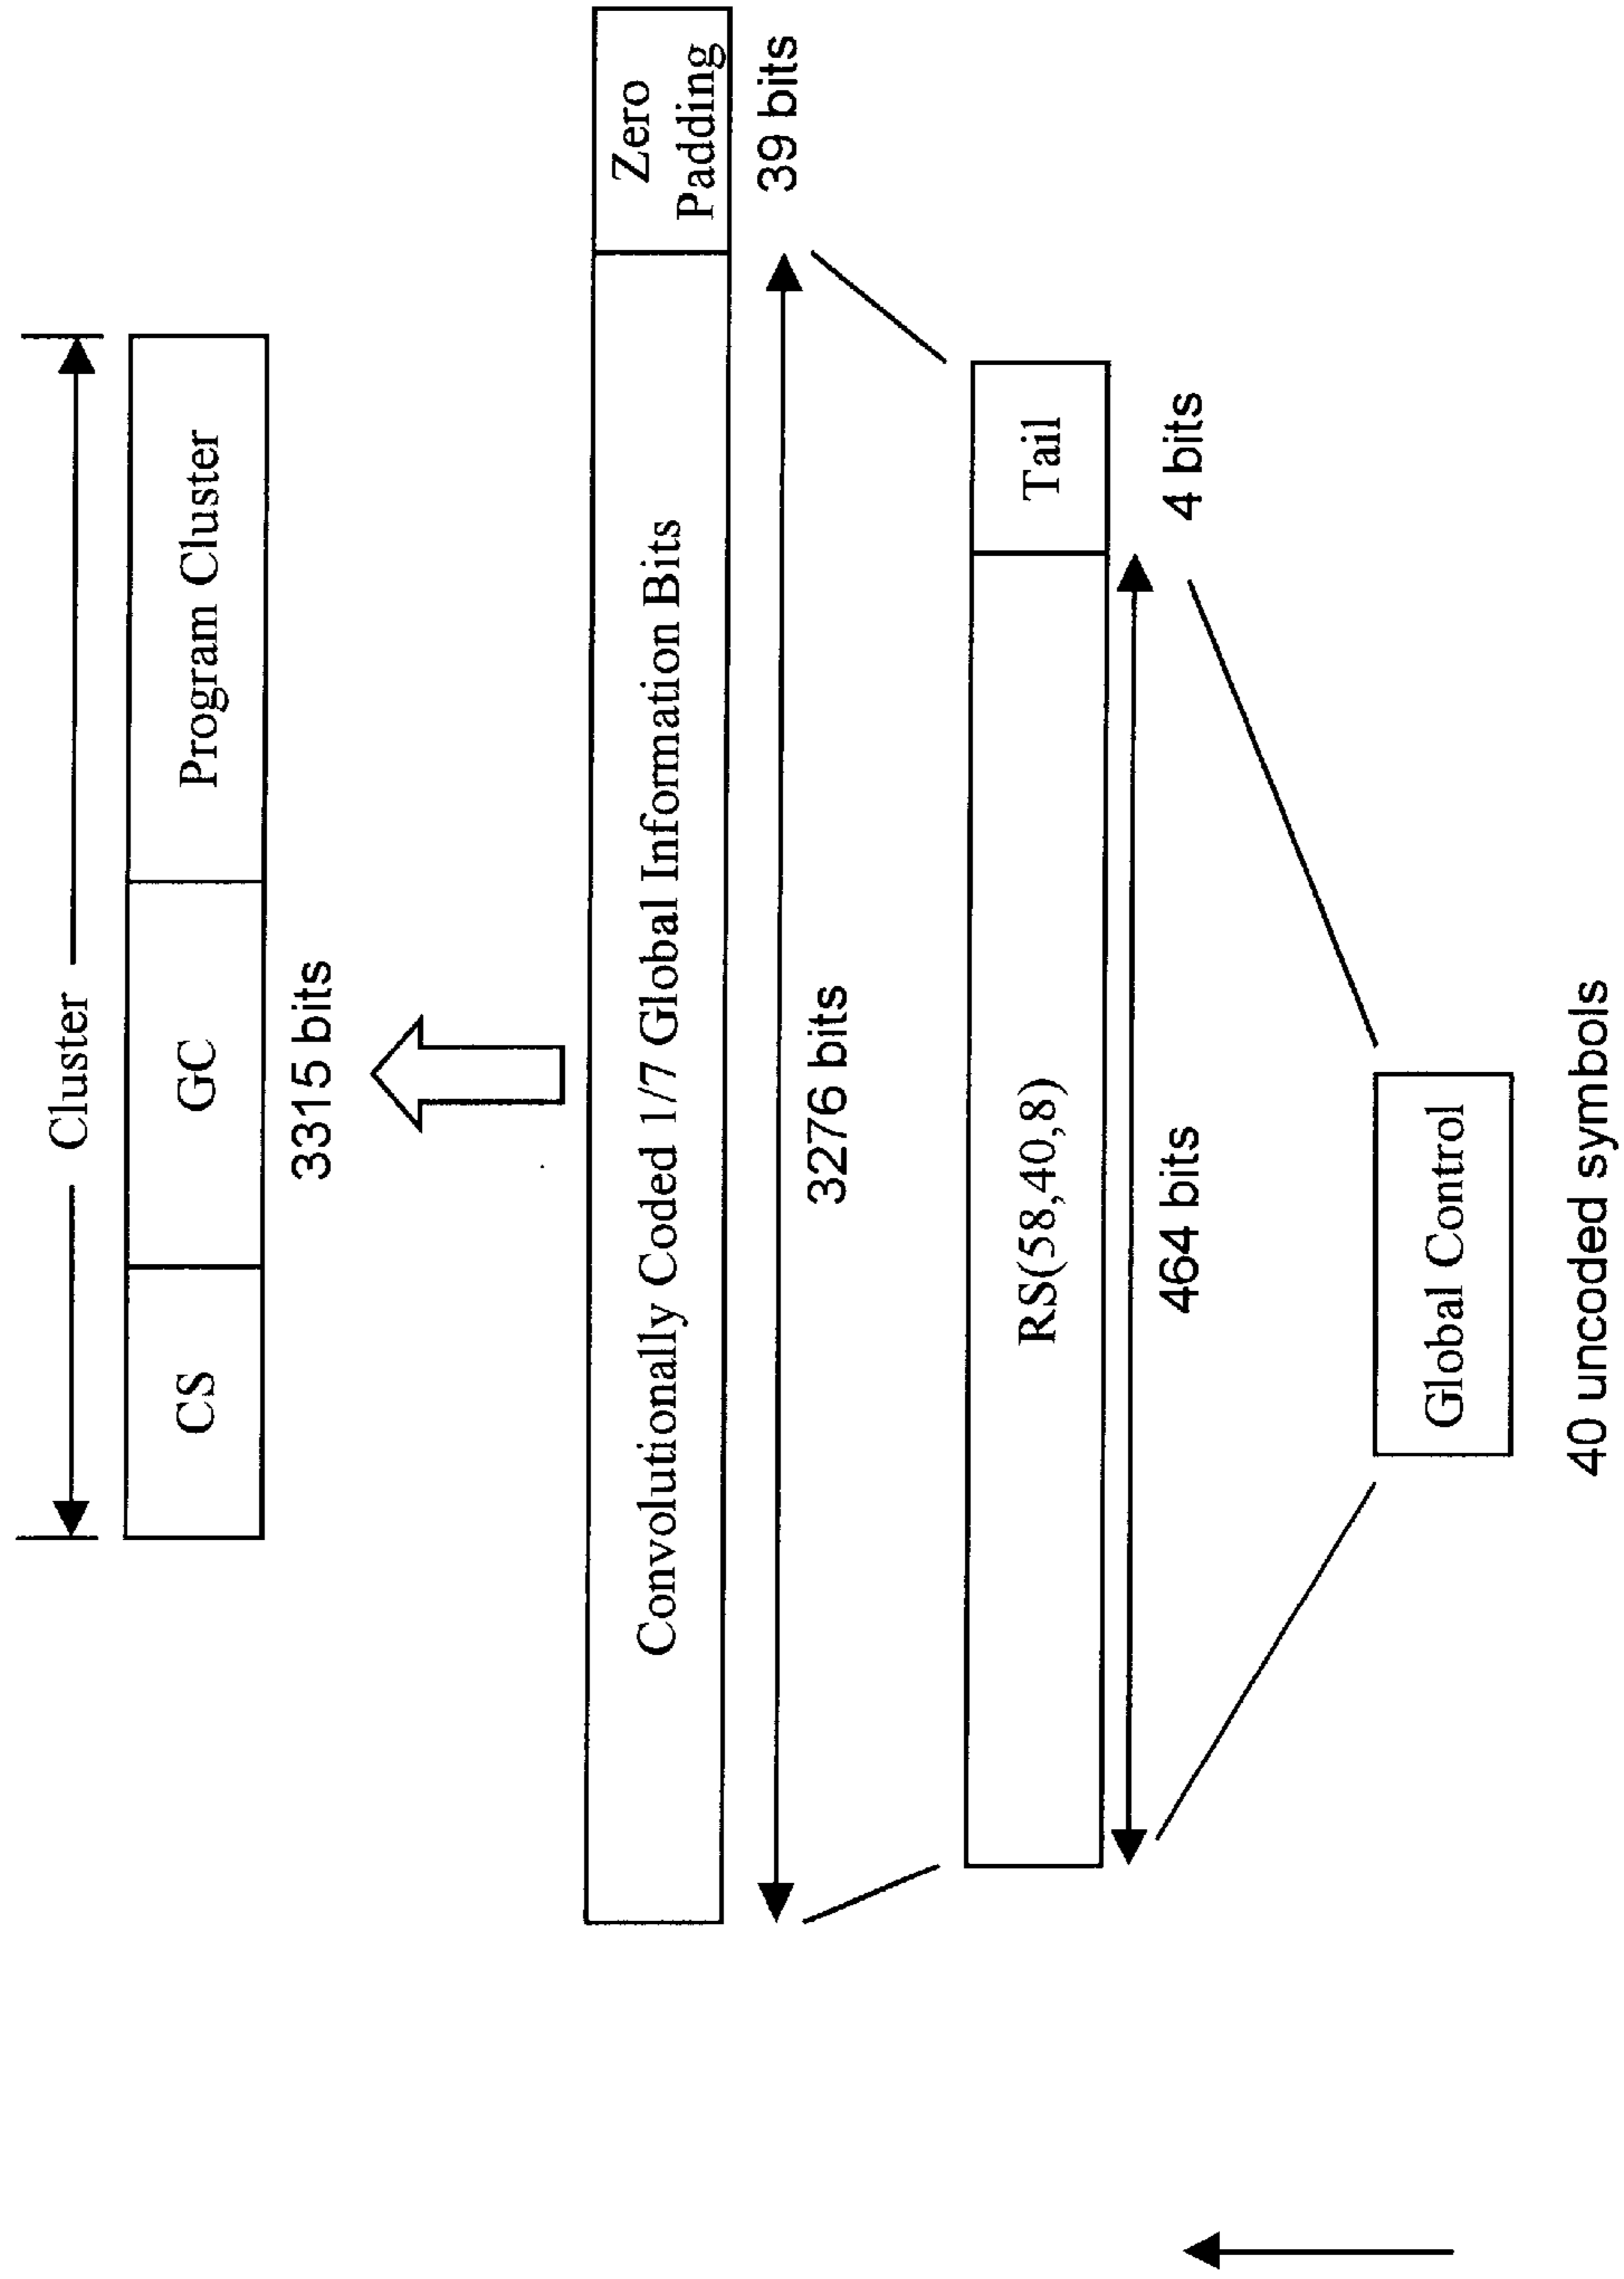 Cluster
CS
GC
Program Cluster
3315 bits
Convolutionally Coded 1/7 Global Information Bits
Zero
Padding
3276 bits
39 bits
RS(58,40,8)
Tail
464 bits
4 bits
Global Control
40 uncoded symbols